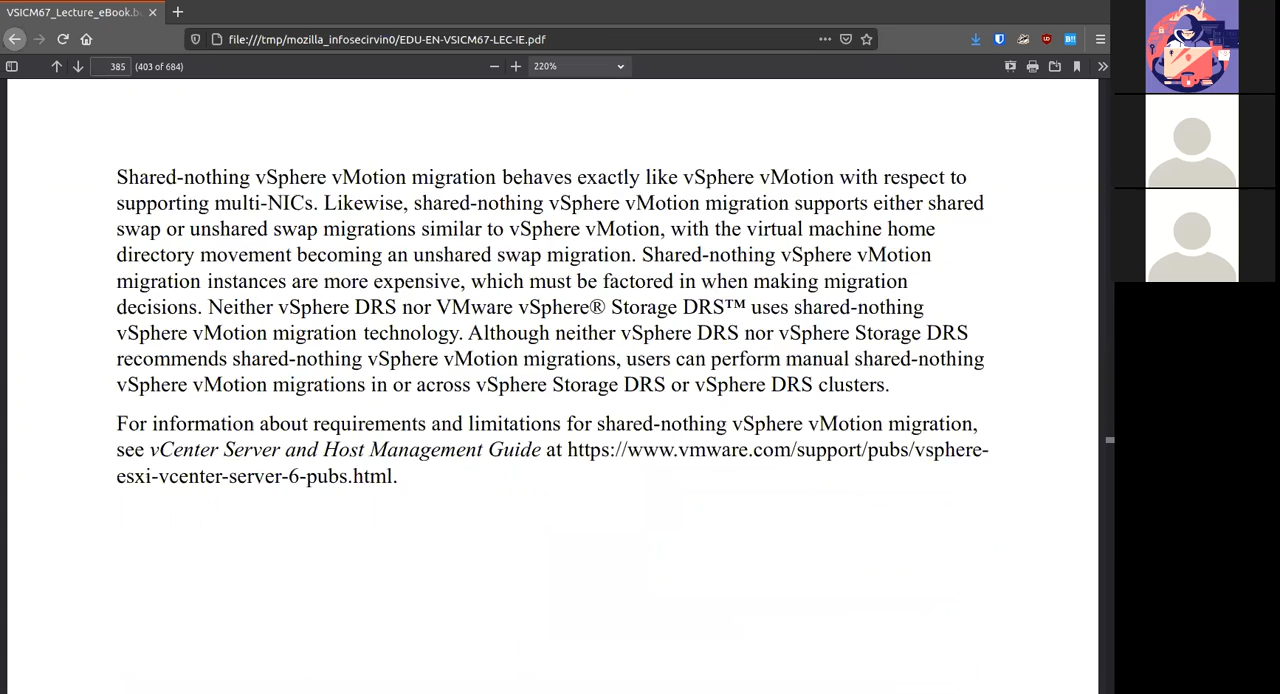 VSICM67_Lecture_eBook.b
file:///tmp/mozilla_infosecirvin0/EDU-EN-VSICM67-LEC-IE.pdf
385 (403 of 684)
220%
Shared-nothing vSphere vMotion migration behaves exactly like vSphere vMotion with respect to
supporting multi-NICs. Likewise, shared-nothing vSphere vMotion migration supports either shared
swap or unshared swap migrations similar to vSphere vMotion, with the virtual machine home
directory movement becoming an unshared swap migration. Shared-nothing vSphere vMotion
migration instances are more expensive, which must be factored in when making migration
decisions. Neither vSphere DRS nor VMware vSphere® Storage DRS™ uses shared-nothing
vSphere vMotion migration technology. Although neither vSphere DRS nor vSphere Storage DRS
recommends shared-nothing vSphere vMotion migrations, users can perform manual shared-nothing
vSphere vMotion migrations in or across vSphere Storage DRS or vSphere DRS clusters.
For information about requirements and limitations for shared-nothing vSphere vMotion migration,
see vCenter Server and Host Management Guide at https://www.vmware.com/support/pubs/vsphere-
esxi-vcenter-server-6-pubs.html.